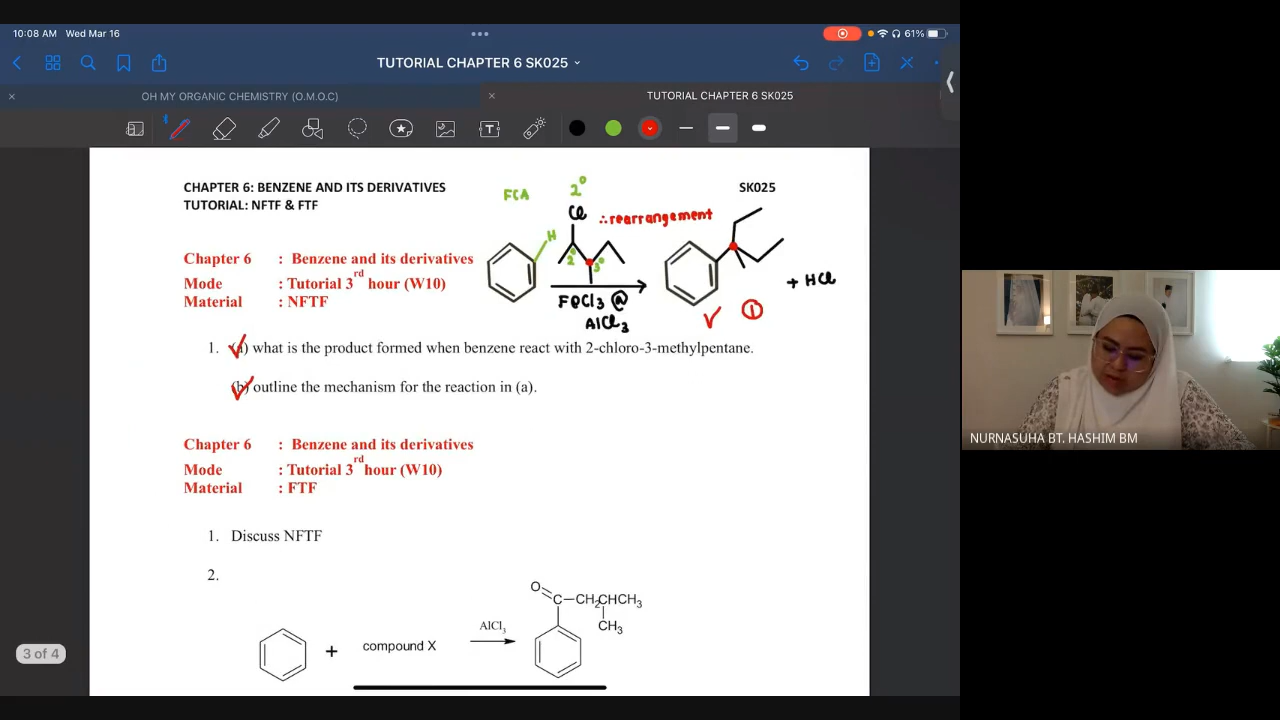 10:08 AM Wed Mar 16
61%
TUTORIAL CHAPTER 6 SK025
OH MY ORGANIC CHEMISTRY (O.M.O.C)
TUTORIAL CHAPTER 6 SK025
CHAPTER 6: BENZENE AND ITS DERIVATIVES
SK025
TUTORIAL: NFTF & FTF
FCA
2°
Cl
∴rearrangement
H
2°
3°
FeCl3 @
AlCl3
+ HCl
1
Chapter 6 : Benzene and its derivatives
Mode : Tutorial 3rd hour (W10)
Material : NFTF
1. (a) what is the product formed when benzene react with 2-chloro-3-methylpentane.
(b) outline the mechanism for the reaction in (a).
Chapter 6 : Benzene and its derivatives
Mode : Tutorial 3rd hour (W10)
Material : FTF
1. Discuss NFTF
2.
O
C—CH2CHCH3
CH3
+ compound X
AlCl3
3 of 4
NURNASUHA BT. HASHIM BM